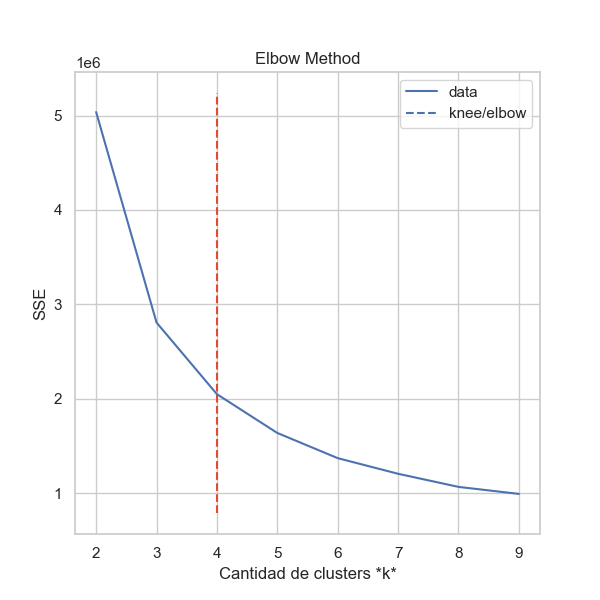 Elbow Method
1e6
data
knee/elbow
5
4
3
2
1
SSE
2 3 4 5 6 7 8 9
Cantidad de clusters *k*